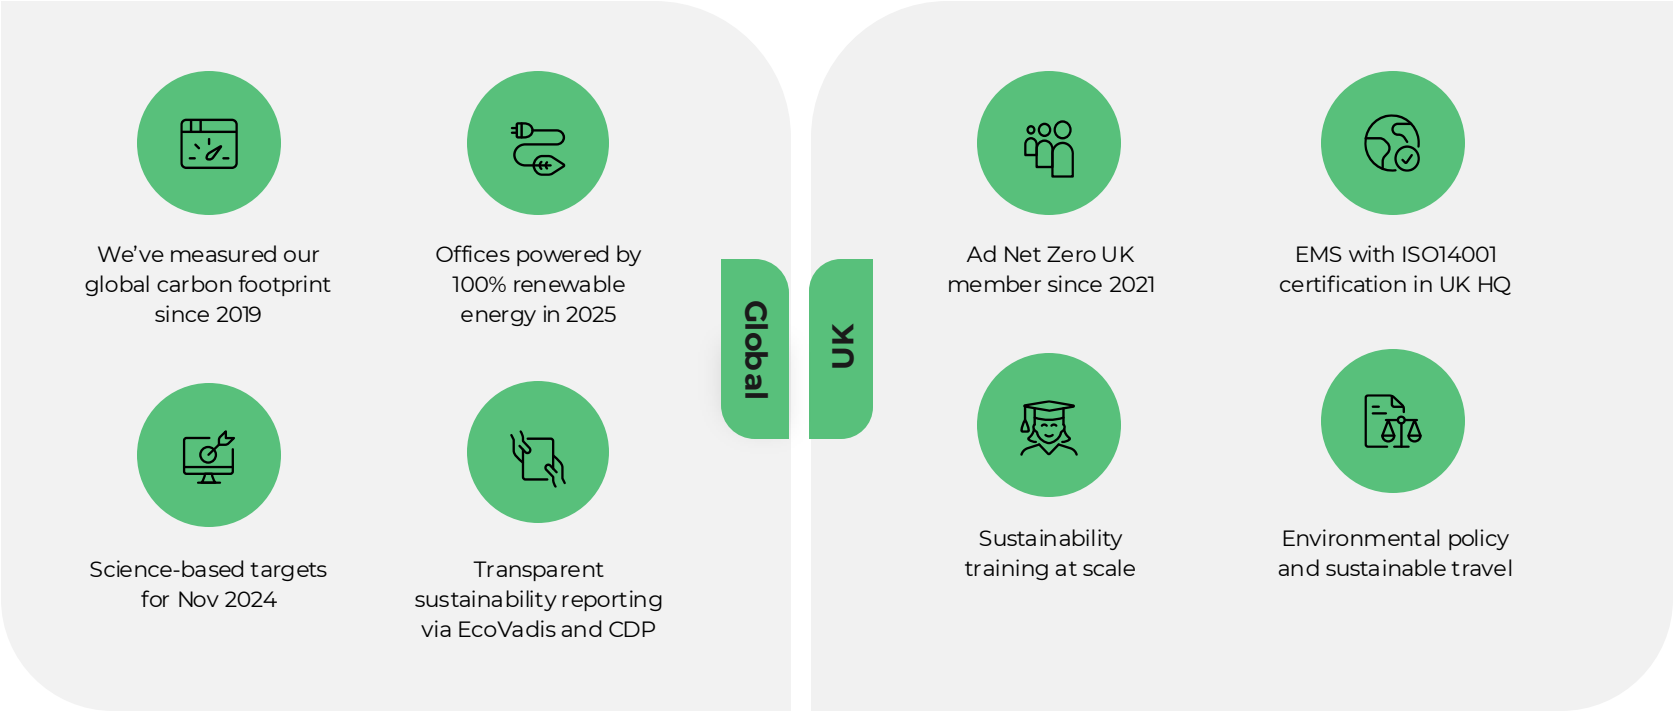 We’ve measured our
global carbon footprint
since 2019
Offices powered by
100% renewable
energy in 2025
Science-based targets
for Nov 2024
Transparent
sustainability reporting
via EcoVadis and CDP
Global
UK
Ad Net Zero UK
member since 2021
EMS with ISO14001
certification in UK HQ
Sustainability
training at scale
Environmental policy
and sustainable travel